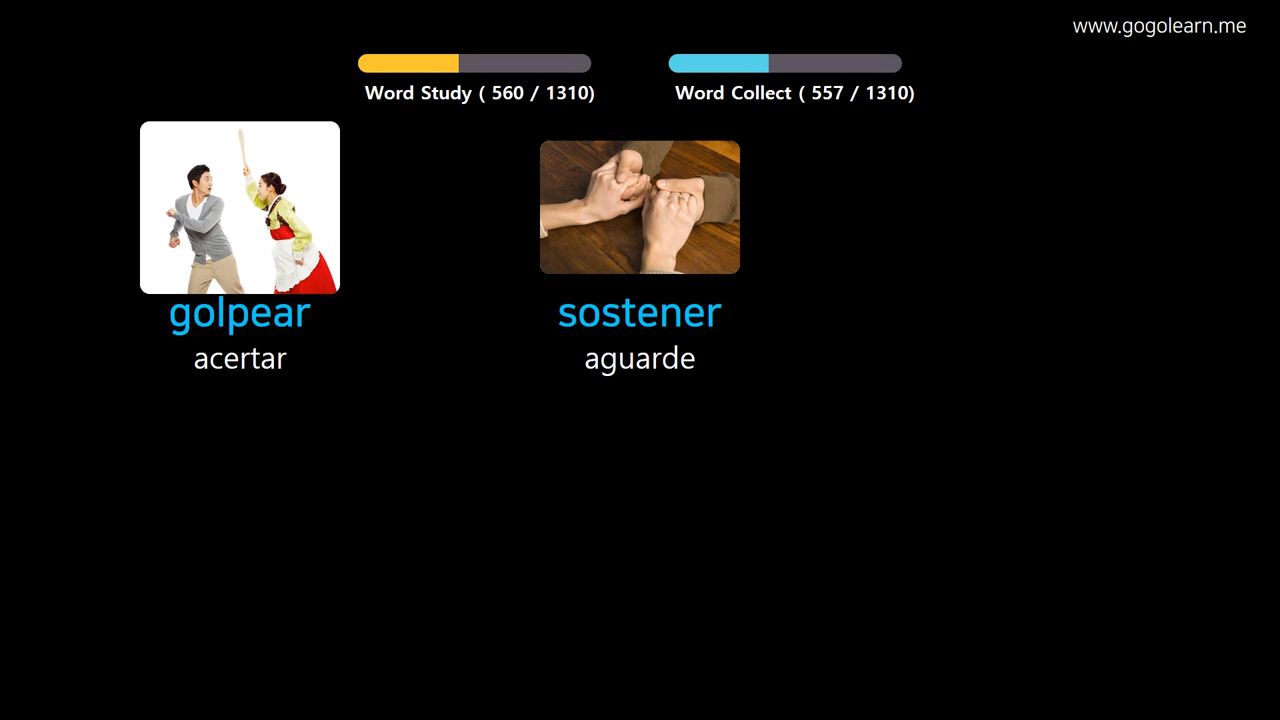 www.gogolearn.me
Word Study ( 560 / 1310)
Word Collect ( 557 / 1310)
golpear
acertar
sostener
aguarde